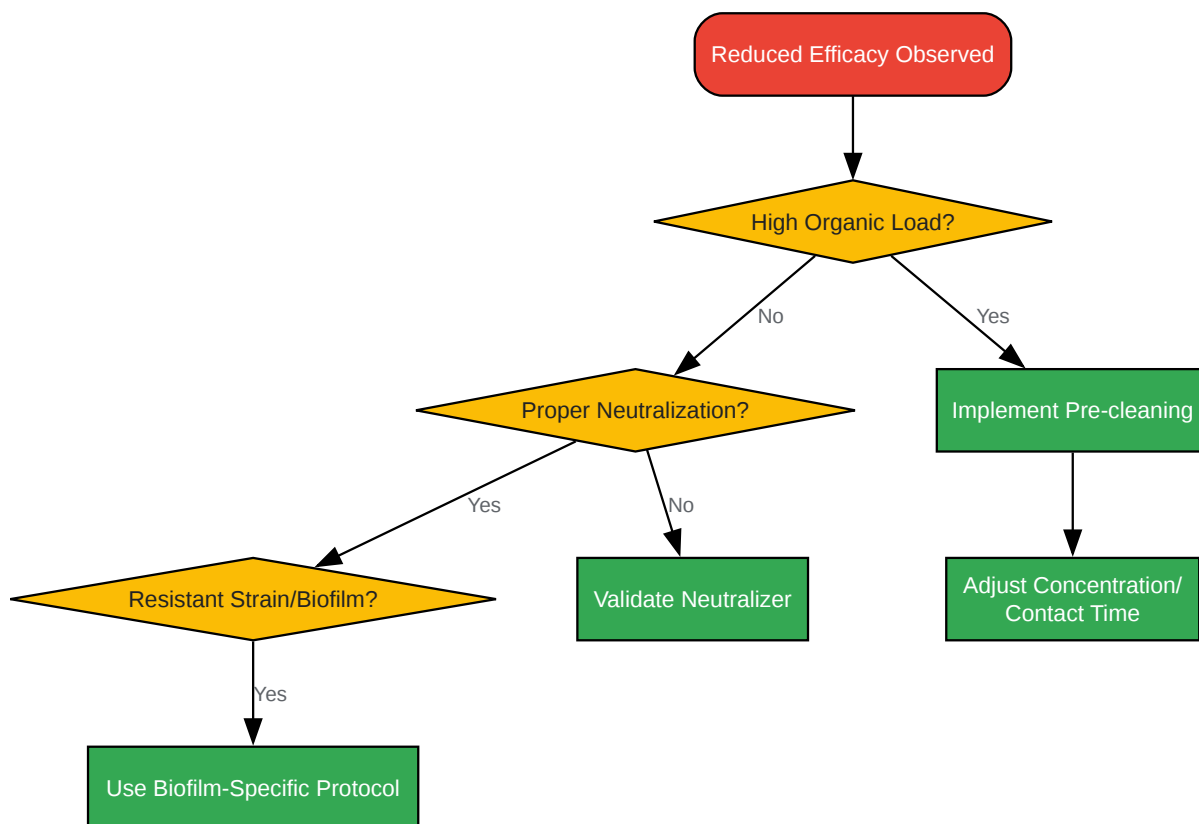 Reduced Efficacy Observed
High Organic Load?
No
Yes
Proper Neutralization?
Implement Pre-cleaning
Yes
No
Resistant Strain/Biofilm?
Validate Neutralizer
Adjust Concentration/
Contact Time
Yes
Use Biofilm-Specific Protocol